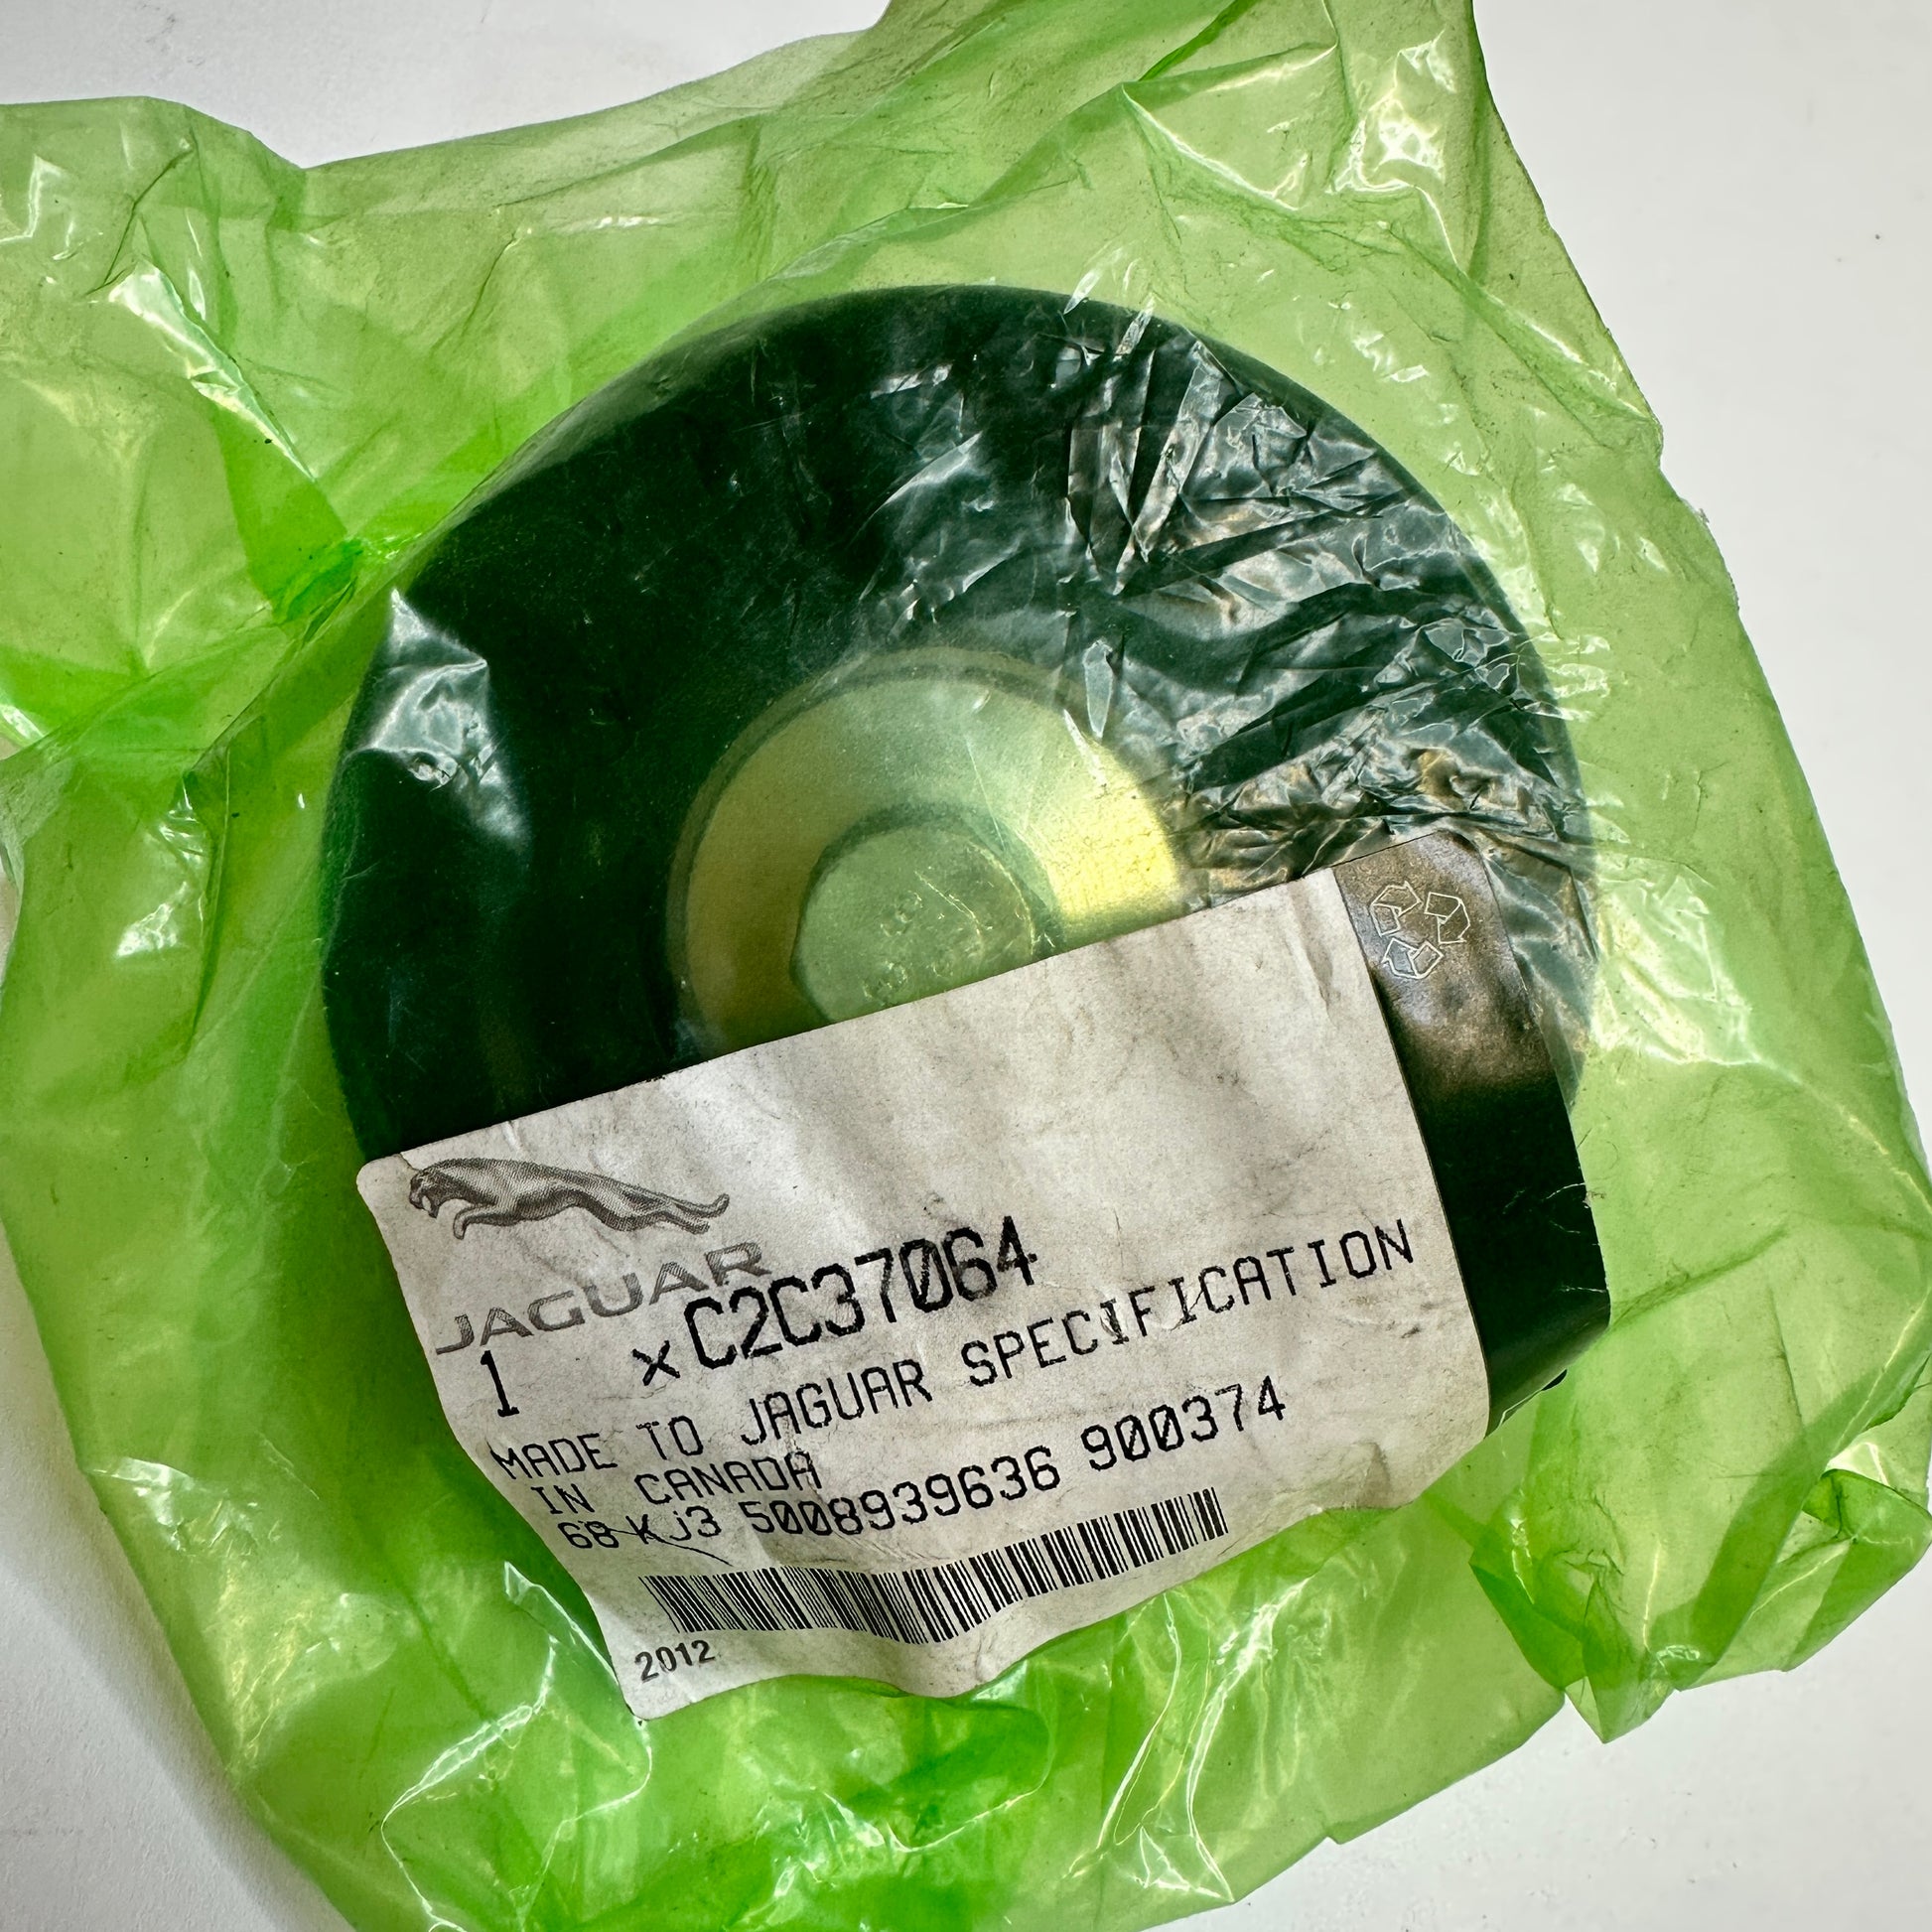 JAGUAR
1 x C2C37064
MADE TO JAGUAR SPECIFICATION
IN CANADA
68 KJ3 5008939636 900374
2012